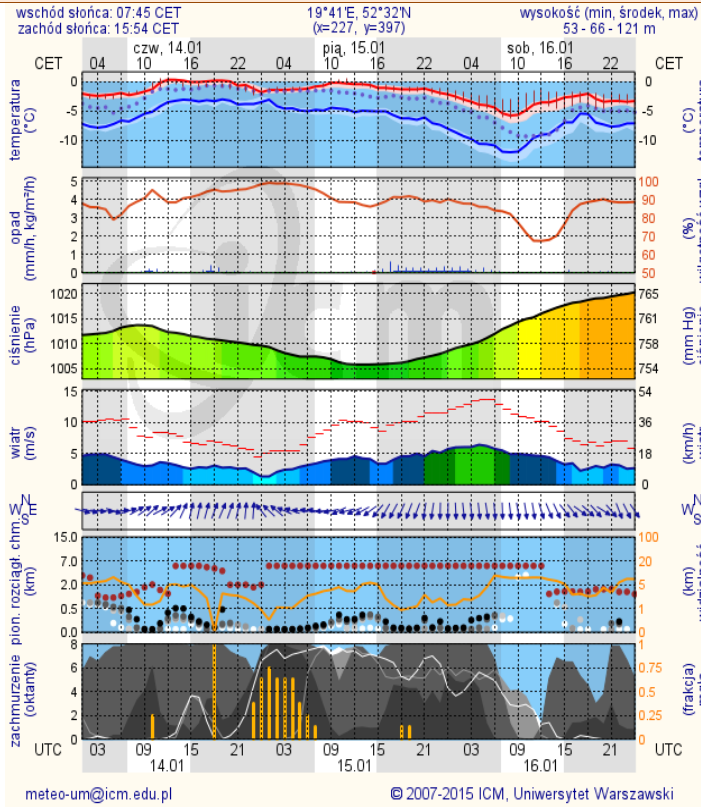 wschód słońca: 07:45 CET 19°41'E, 52°32'N wysokość (min, środek, max)
zachód słońca: 15:54 CET (x=227, y=397) 53 - 66 - 121 m
czw, 14.01 pią, 15.01 sob, 16.01
CET 04 10 16 22 04 10 16 22 04 10 16 22 CET
temperatura (°C)
0 -5 -10
0 -5 -10
(°C)
opad (mm/h, kg/m²/h)
5 4 3 2 1 0
100 90 80 70 60 50
(%)
ciśnienie (hPa)
1020 1015 1010 1005
765 761 758 754
(mm Hg)
wiatr (m/s)
15 10 5 0
54 36 18 0
(km/h)
N W E S
N W S
pion. rozciągł. chm. (km)
15.0 7.0 2.0 0.5 0.0
100 20 5 1 0
(km)
zachmurzenie (oktanty)
8 6 4 2 0
1 0.75 0.5 0.25 0
(frakcja)
UTC 03 09 15 21 03 09 15 21 03 09 15 21 UTC
14.01 15.01 16.01
meteo-um@icm.edu.pl © 2007-2015 ICM, Uniwersytet Warszawski